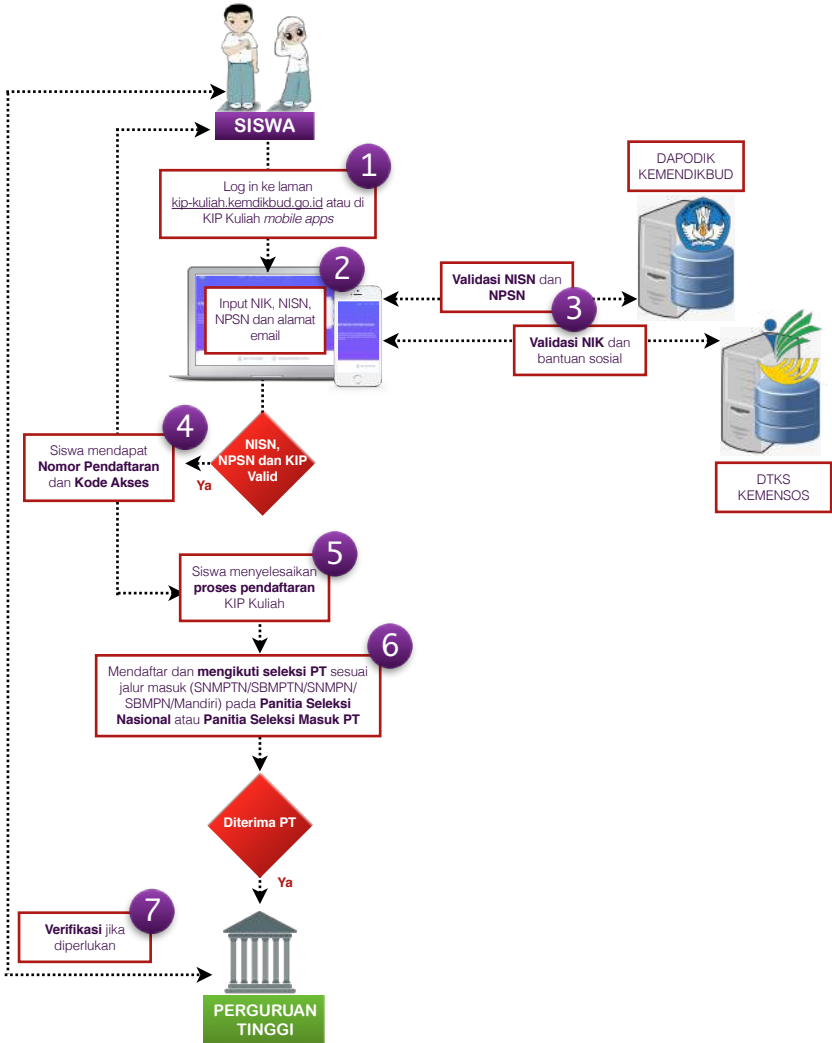 SISWA
1
Log in ke laman
kip-kuliah.kemdikbud.go.id atau di
KIP Kuliah mobile apps
2
Input NIK, NISN,
NPSN dan alamat
email
DAPODIK
KEMENDIKBUD
Validasi NISN dan
NPSN
3
Validasi NIK dan
bantuan sosial
DTKS
KEMENSOS
4
Siswa mendapat
Nomor Pendaftaran
dan Kode Akses
Ya
NISN,
NPSN dan KIP
Valid
5
Siswa menyelesaikan
proses pendaftaran
KIP Kuliah
6
Mendaftar dan mengikuti seleksi PT sesuai
jalur masuk (SNMPTN/SBMPTN/SNMPN/
SBMPN/Mandiri) pada Panitia Seleksi
Nasional atau Panitia Seleksi Masuk PT
Diterima PT
Ya
7
Verifikasi jika
diperlukan
PERGURUAN
TINGGI